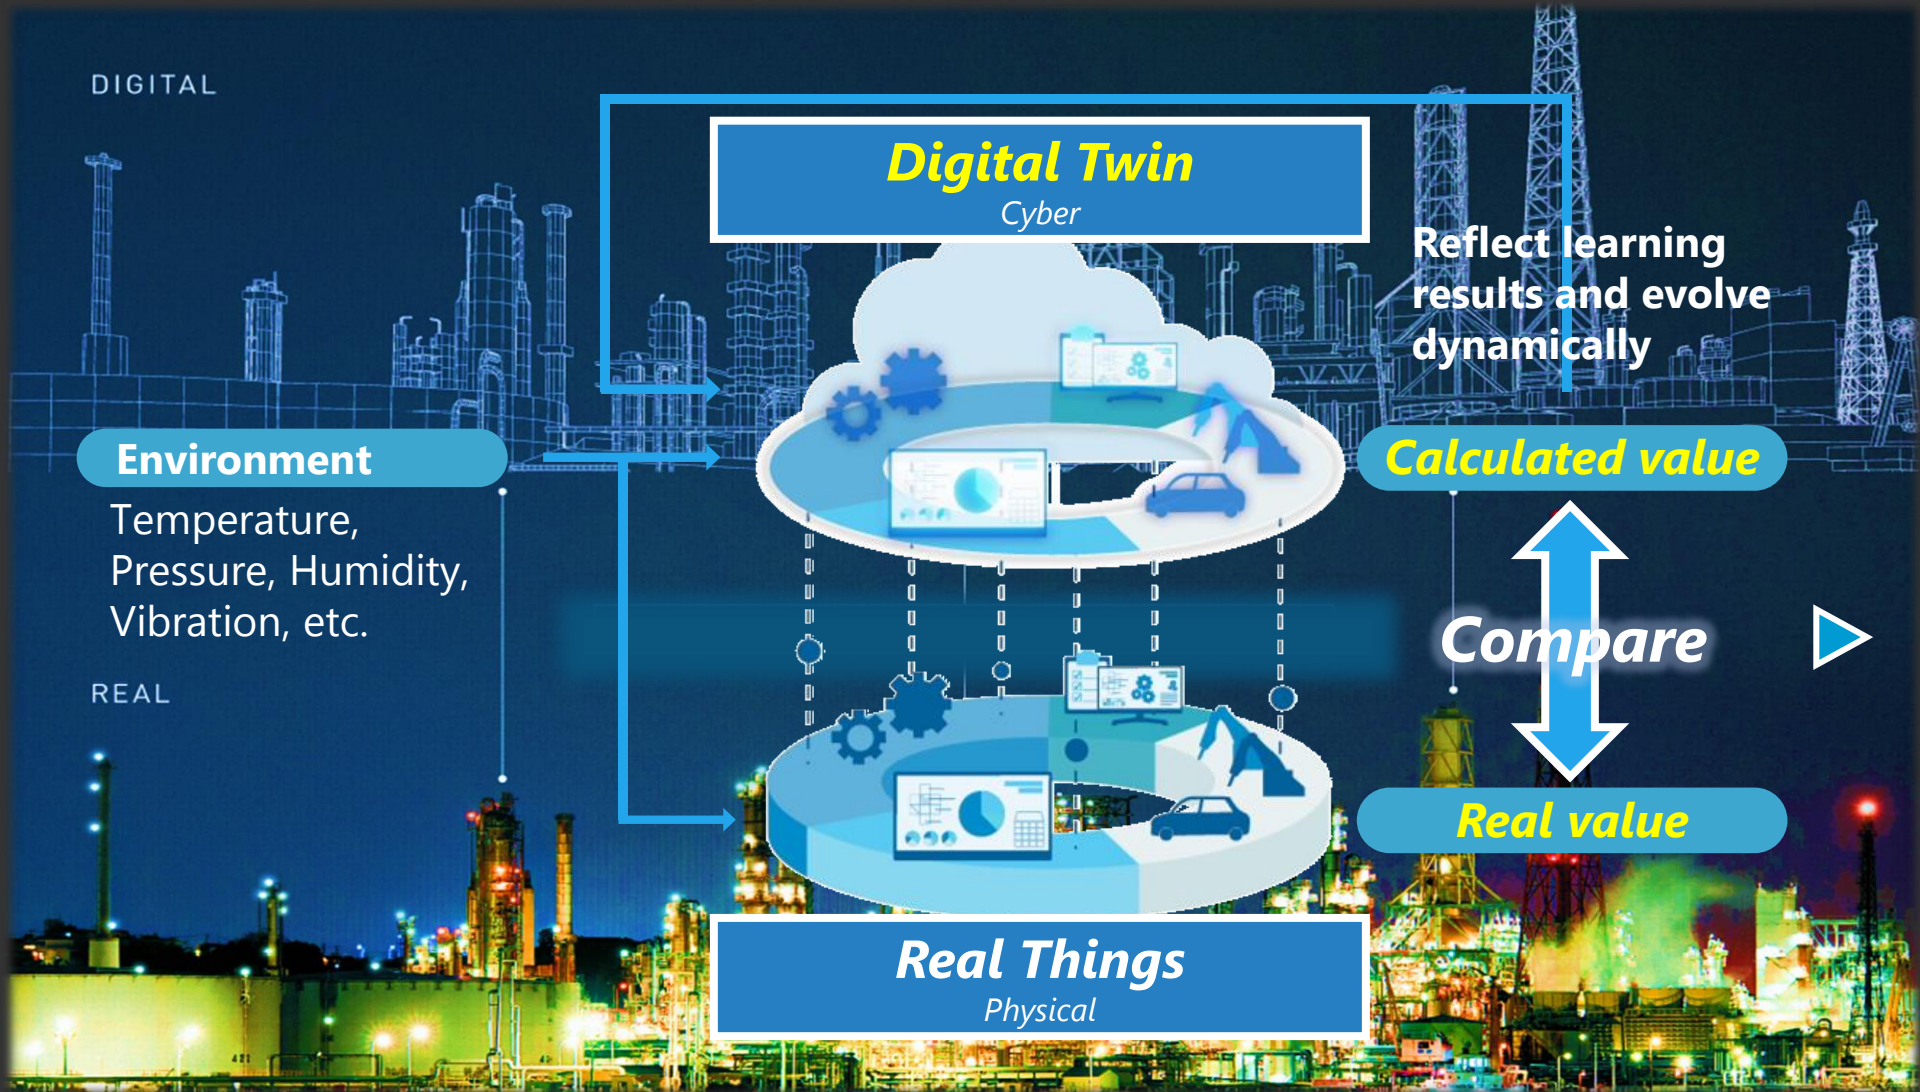 DIGITAL
Digital Twin
Cyber
Reflect learning
results and evolve
dynamically
Environment
Temperature,
Pressure, Humidity,
Vibration, etc.
Calculated value
Compare
REAL
Real value
Real Things
Physical